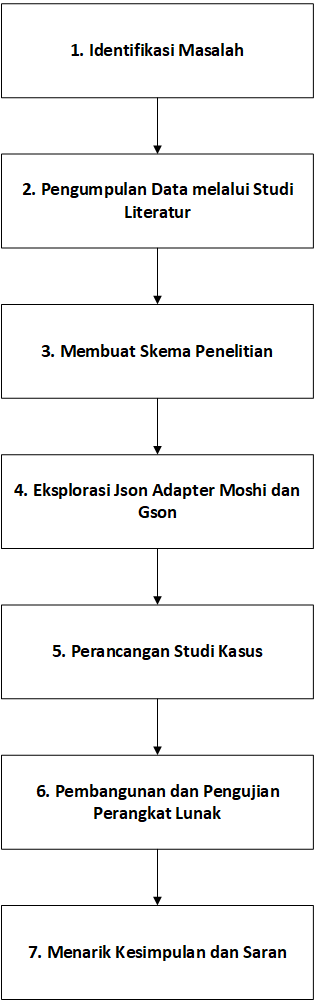 1. Identifikasi Masalah
2. Pengumpulan Data melalui Studi
Literatur
3. Membuat Skema Penelitian
4. Eksplorasi Json Adapter Moshi dan
Gson
5. Perancangan Studi Kasus
6. Pembangunan dan Pengujian
Perangkat Lunak
7. Menarik Kesimpulan dan Saran